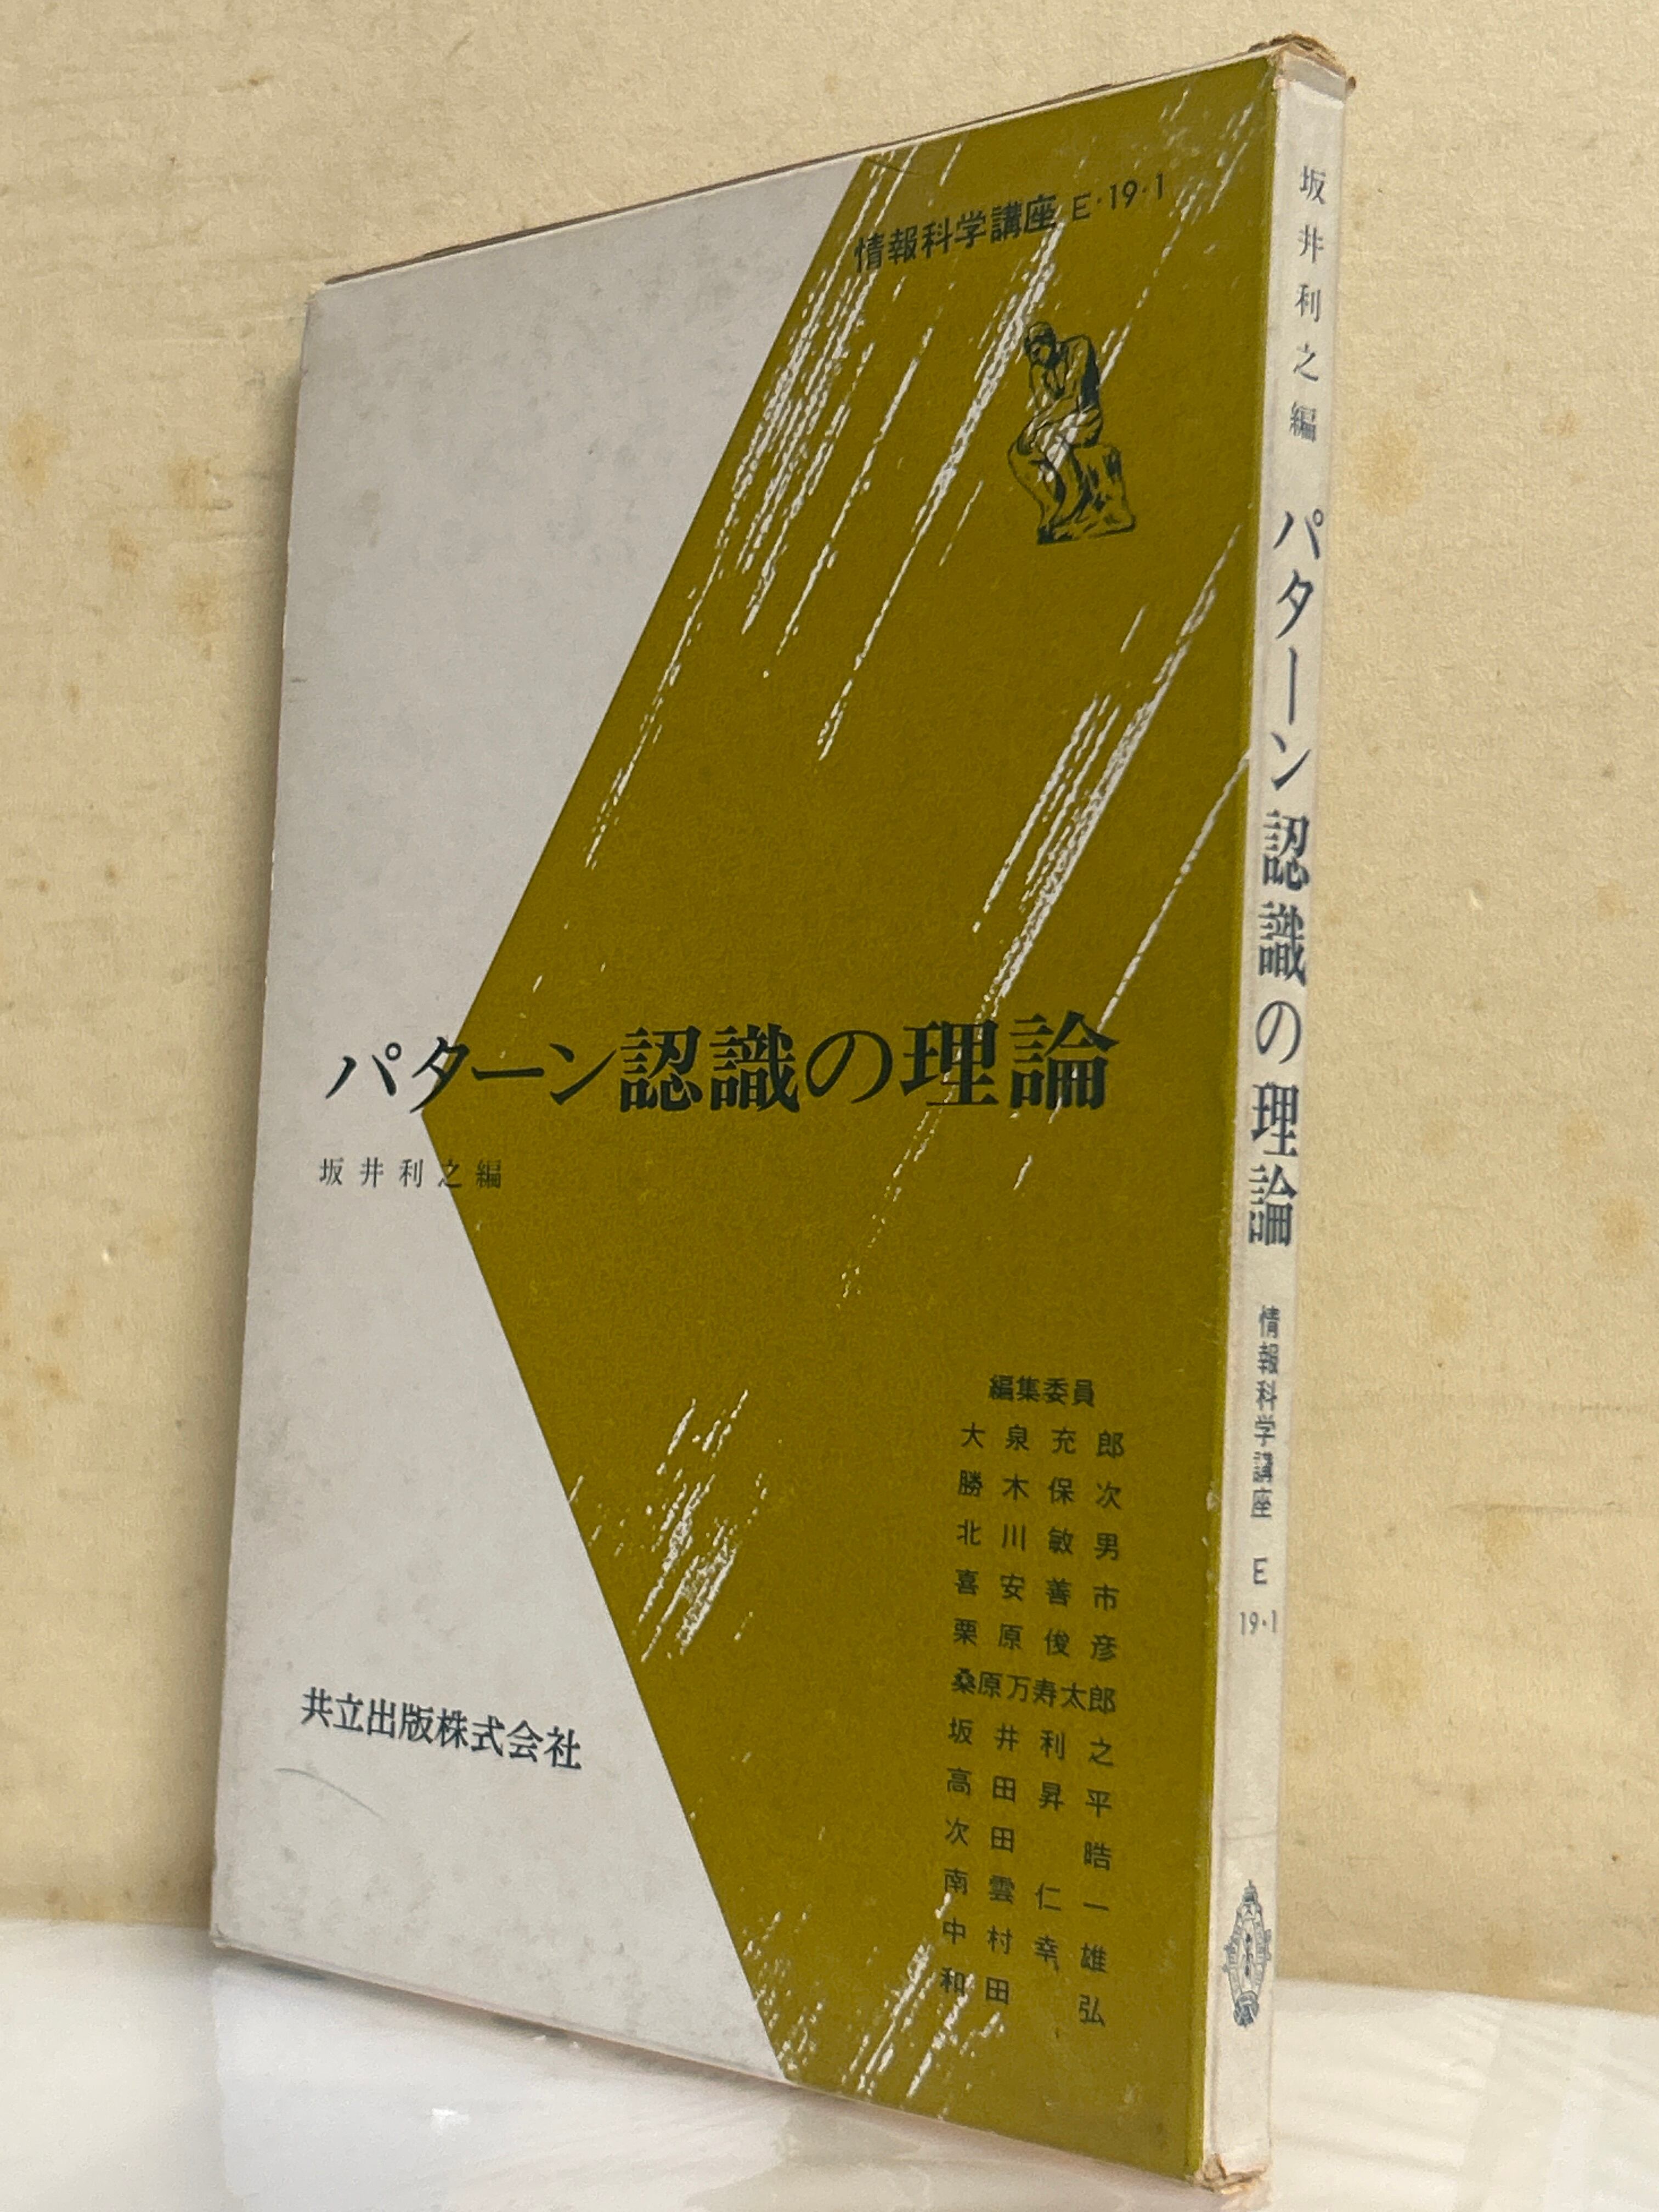 情報科学講座 E・19・1
パターン認識の理論
坂井利之編
編集委員
大泉充郎
勝木保次
北川敏男
喜安善市
栗原俊彦
桑原万寿太郎
坂井利之
高田昇平
次田皓
南雲仁一
中村幸雄
和田弘
共立出版株式会社
坂井利之編 パターン認識の理論 情報科学講座 E 19・1